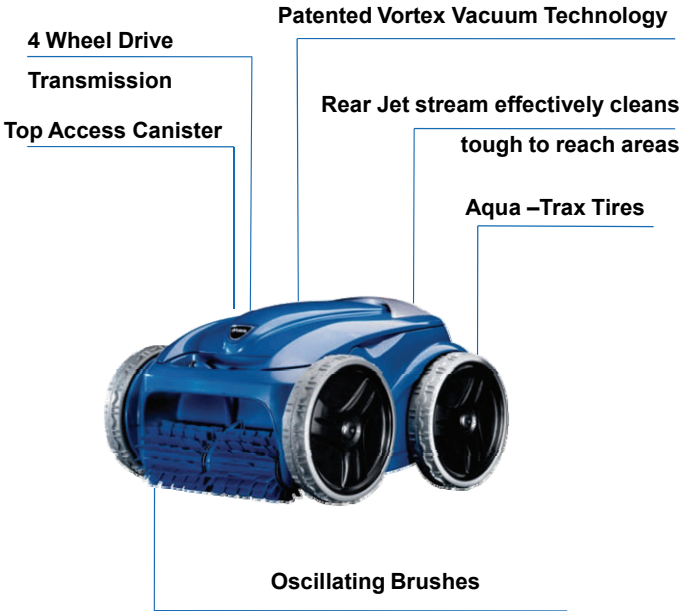 Patented Vortex Vacuum Technology
4 Wheel Drive
Transmission
Rear Jet stream effectively cleans
tough to reach areas
Top Access Canister
Aqua –Trax Tires
Oscillating Brushes